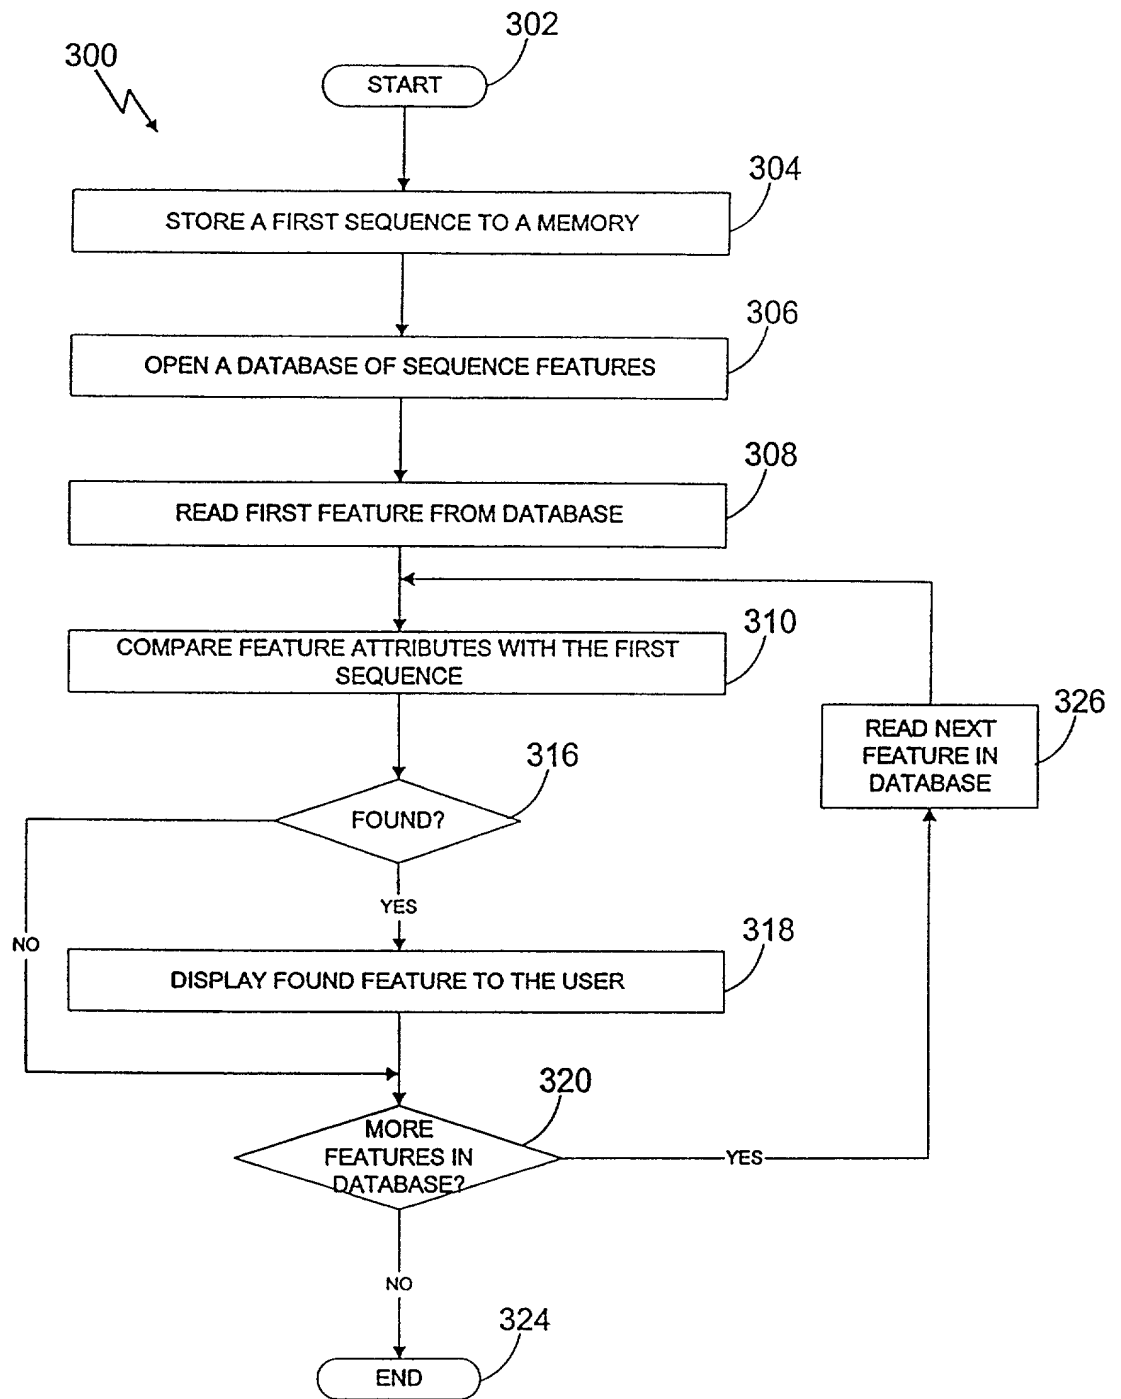 302
300
START
304
STORE A FIRST SEQUENCE TO A MEMORY
306
OPEN A DATABASE OF SEQUENCE FEATURES
308
READ FIRST FEATURE FROM DATABASE
310
COMPARE FEATURE ATTRIBUTES WITH THE FIRST
SEQUENCE
326
READ NEXT
FEATURE IN
DATABASE
316
FOUND?
YES
NO
318
DISPLAY FOUND FEATURE TO THE USER
320
MORE
FEATURES IN
DATABASE?
YES
NO
324
END